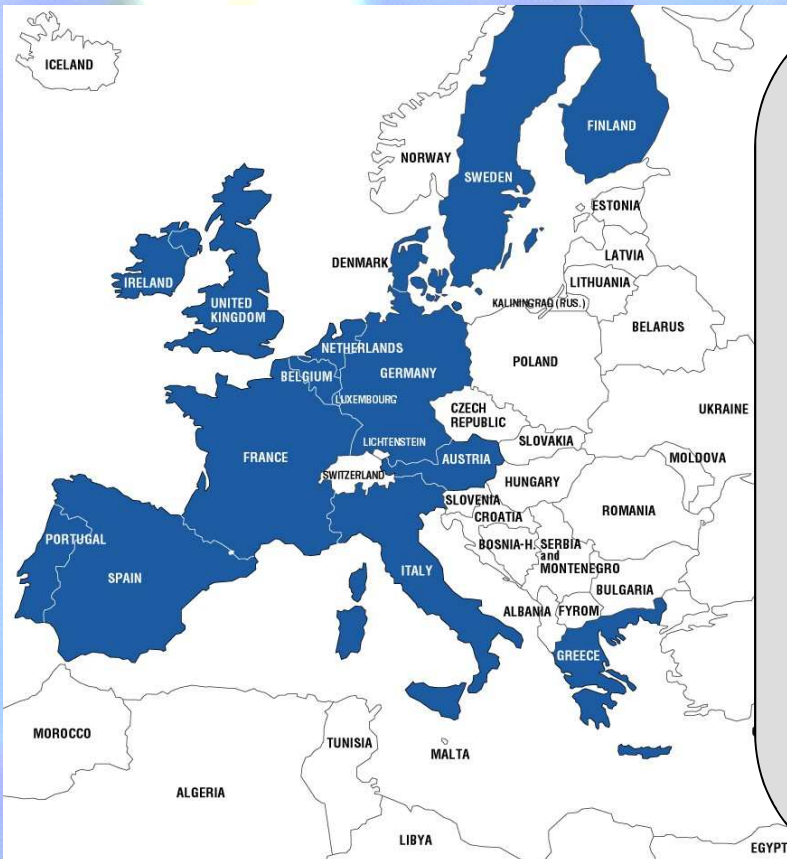 ICELAND
FINLAND
NORWAY
SWEDEN
ESTONIA
LATVIA
DENMARK
LITHUANIA
IRELAND
KALININGRAD (RUS.)
UNITED
KINGDOM
BELARUS
NETHERLANDS
POLAND
BELGIUM
GERMANY
LUXEMBOURG
CZECH
REPUBLIC
UKRAINE
LICHTENSTEIN
SLOVAKIA
FRANCE
AUSTRIA
MOLDOVA
SWITZERLAND
HUNGARY
SLOVENIA
ROMANIA
CROATIA
PORTUGAL
BOSNIA-H.
SERBIA
and
MONTENEGRO
SPAIN
ITALY
BULGARIA
ALBANIA
FYROM
GREECE
MOROCCO
TUNISIA
MALTA
ALGERIA
LIBYA
EGYPT